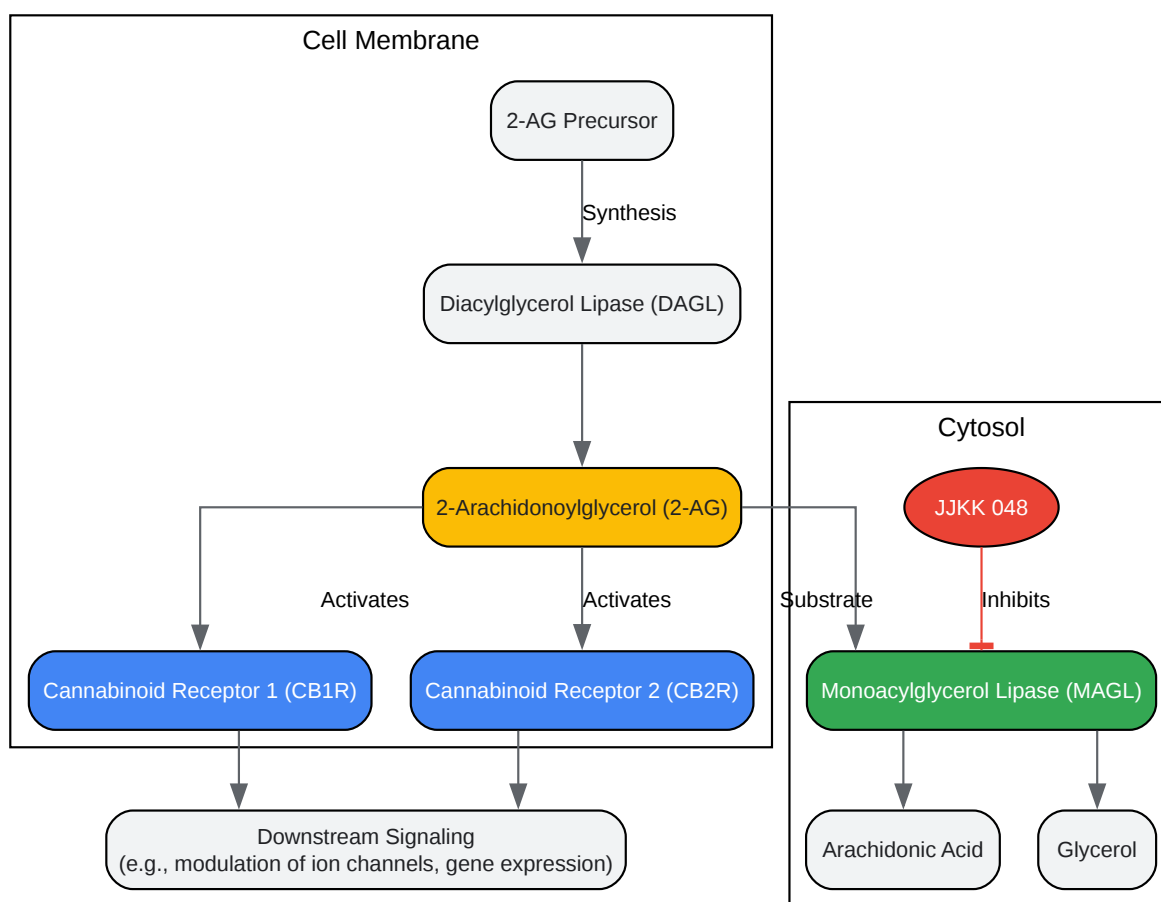 Cell Membrane
2-AG Precursor
Synthesis
Diacylglycerol Lipase (DAGL)
Cytosol
2-Arachidonoylglycerol (2-AG)
JJKK 048
Activates
Activates
Substrate
Inhibits
Cannabinoid Receptor 1 (CB1R)
Cannabinoid Receptor 2 (CB2R)
Monoacylglycerol Lipase (MAGL)
Downstream Signaling
(e.g., modulation of ion channels, gene expression)
Arachidonic Acid
Glycerol